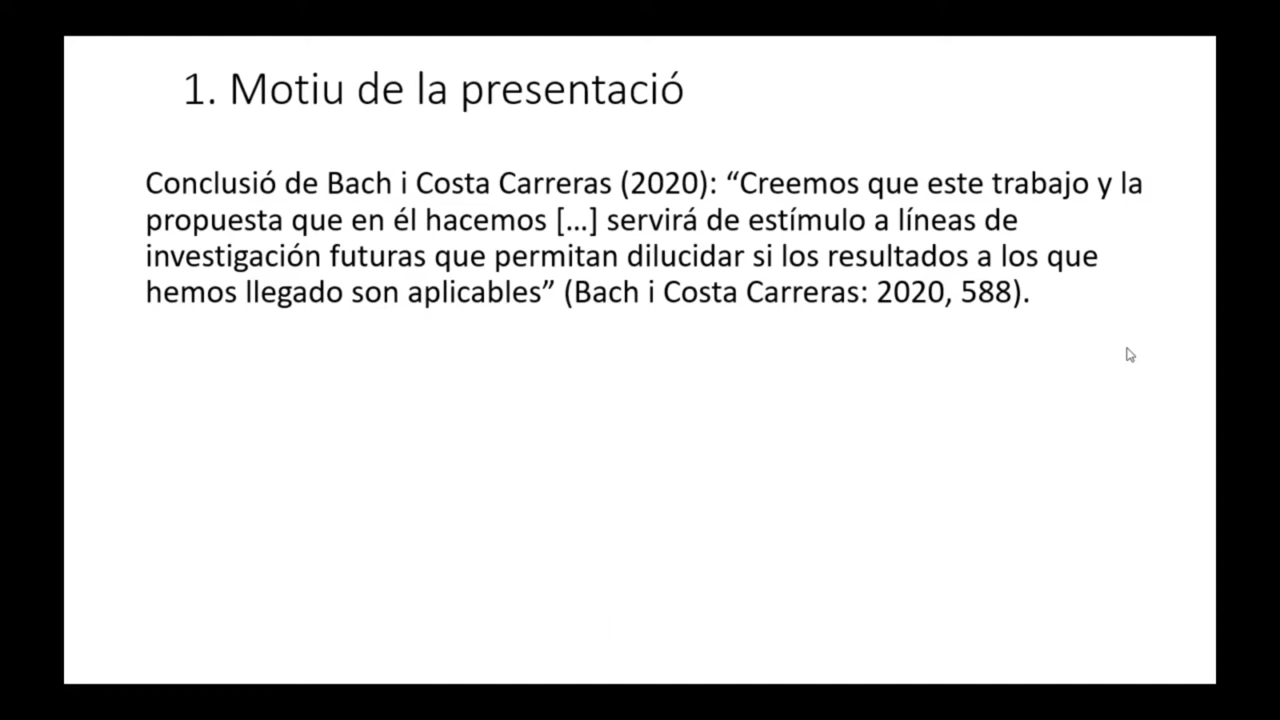 1. Motiu de la presentació
Conclusió de Bach i Costa Carreras (2020): “Creemos que este trabajo y la
propuesta que en él hacemos [...] servirá de estímulo a líneas de
investigación futuras que permitan dilucidar si los resultados a los que
hemos llegado son aplicables” (Bach i Costa Carreras: 2020, 588).